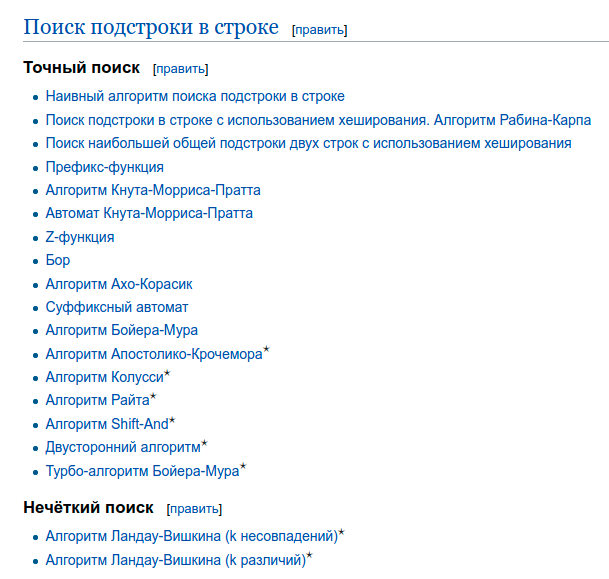 Поиск подстроки в строке [править]
Точный поиск [править]
Наивный алгоритм поиска подстроки в строке
Поиск подстроки в строке с использованием хеширования. Алгоритм Рабина-Карпа
Поиск наибольшей общей подстроки двух строк с использованием хеширования
Префикс-функция
Алгоритм Кнута-Морриса-Пратта
Автомат Кнута-Морриса-Пратта
Z-функция
Бор
Алгоритм Ахо-Корасик
Суффиксный автомат
Алгоритм Бойера-Мура
Алгоритм Апостолико-Крочемора*
Алгоритм Колусси*
Алгоритм Райта*
Алгоритм Shift-And*
Двусторонний алгоритм*
Турбо-алгоритм Бойера-Мура*
Нечёткий поиск [править]
Алгоритм Ландау-Вишкина (k несовпадений)*
Алгоритм Ландау-Вишкина (k различий)*